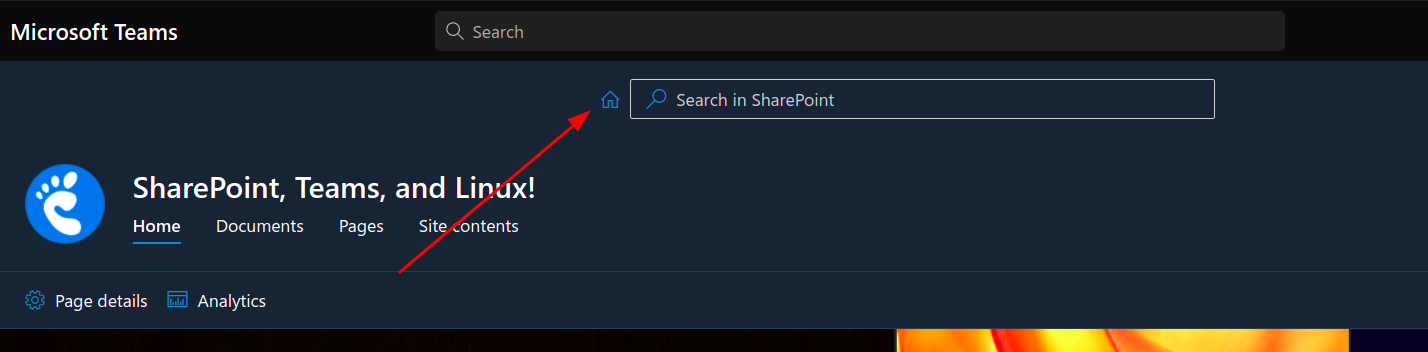 Microsoft Teams
Search
Search in SharePoint
SharePoint, Teams, and Linux!
Home Documents Pages Site contents
Page details Analytics